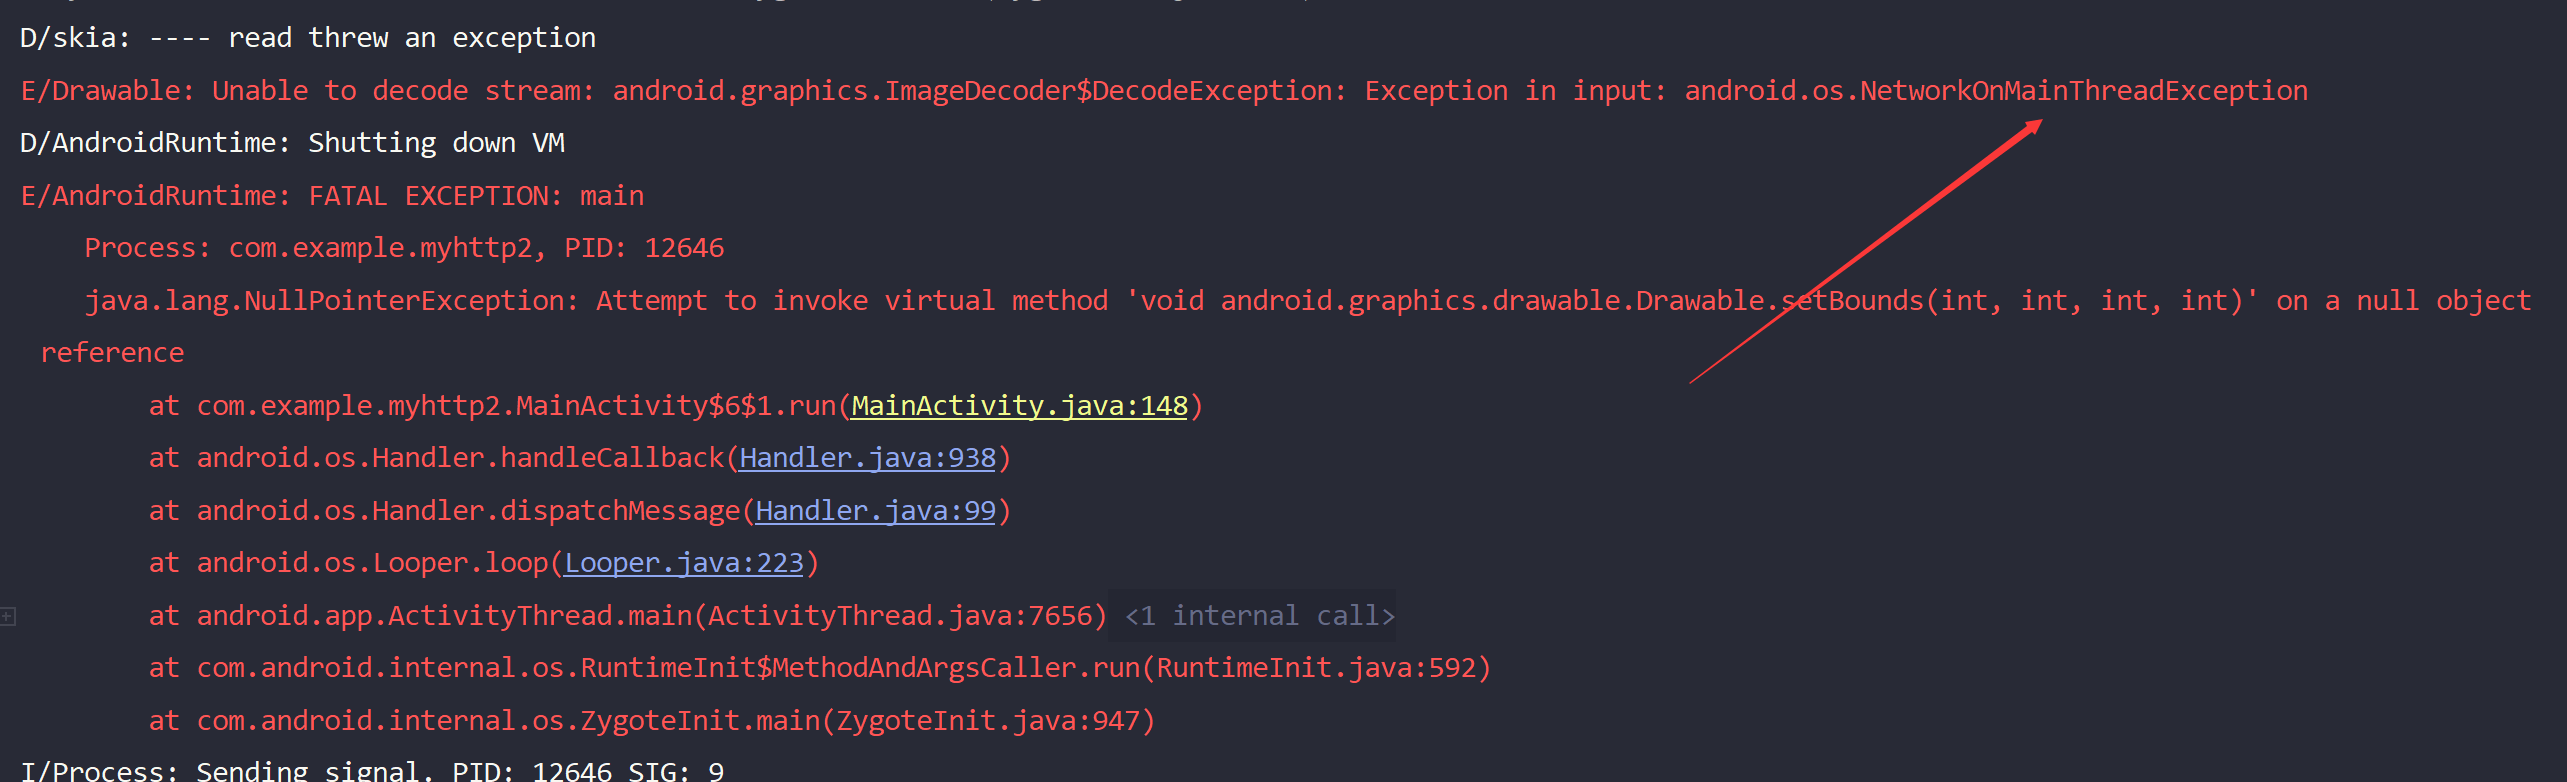 D/skia: ---- read threw an exception
E/Drawable: Unable to decode stream: android.graphics.ImageDecoder$DecodeException: Exception in input: android.os.NetworkOnMainThreadException
D/AndroidRuntime: Shutting down VM
E/AndroidRuntime: FATAL EXCEPTION: main
Process: com.example.myhttp2, PID: 12646
java.lang.NullPointerException: Attempt to invoke virtual method 'void android.graphics.drawable.Drawable.setBounds(int, int, int, int)' on a null object
reference
at com.example.myhttp2.MainActivity$6$1.run(MainActivity.java:148)
at android.os.Handler.handleCallback(Handler.java:938)
at android.os.Handler.dispatchMessage(Handler.java:99)
at android.os.Looper.loop(Looper.java:223)
at android.app.ActivityThread.main(ActivityThread.java:7656) <1 internal call>
at com.android.internal.os.RuntimeInit$MethodAndArgsCaller.run(RuntimeInit.java:592)
at com.android.internal.os.ZygoteInit.main(ZygoteInit.java:947)
I/Process: Sending signal. PID: 12646 SIG: 9